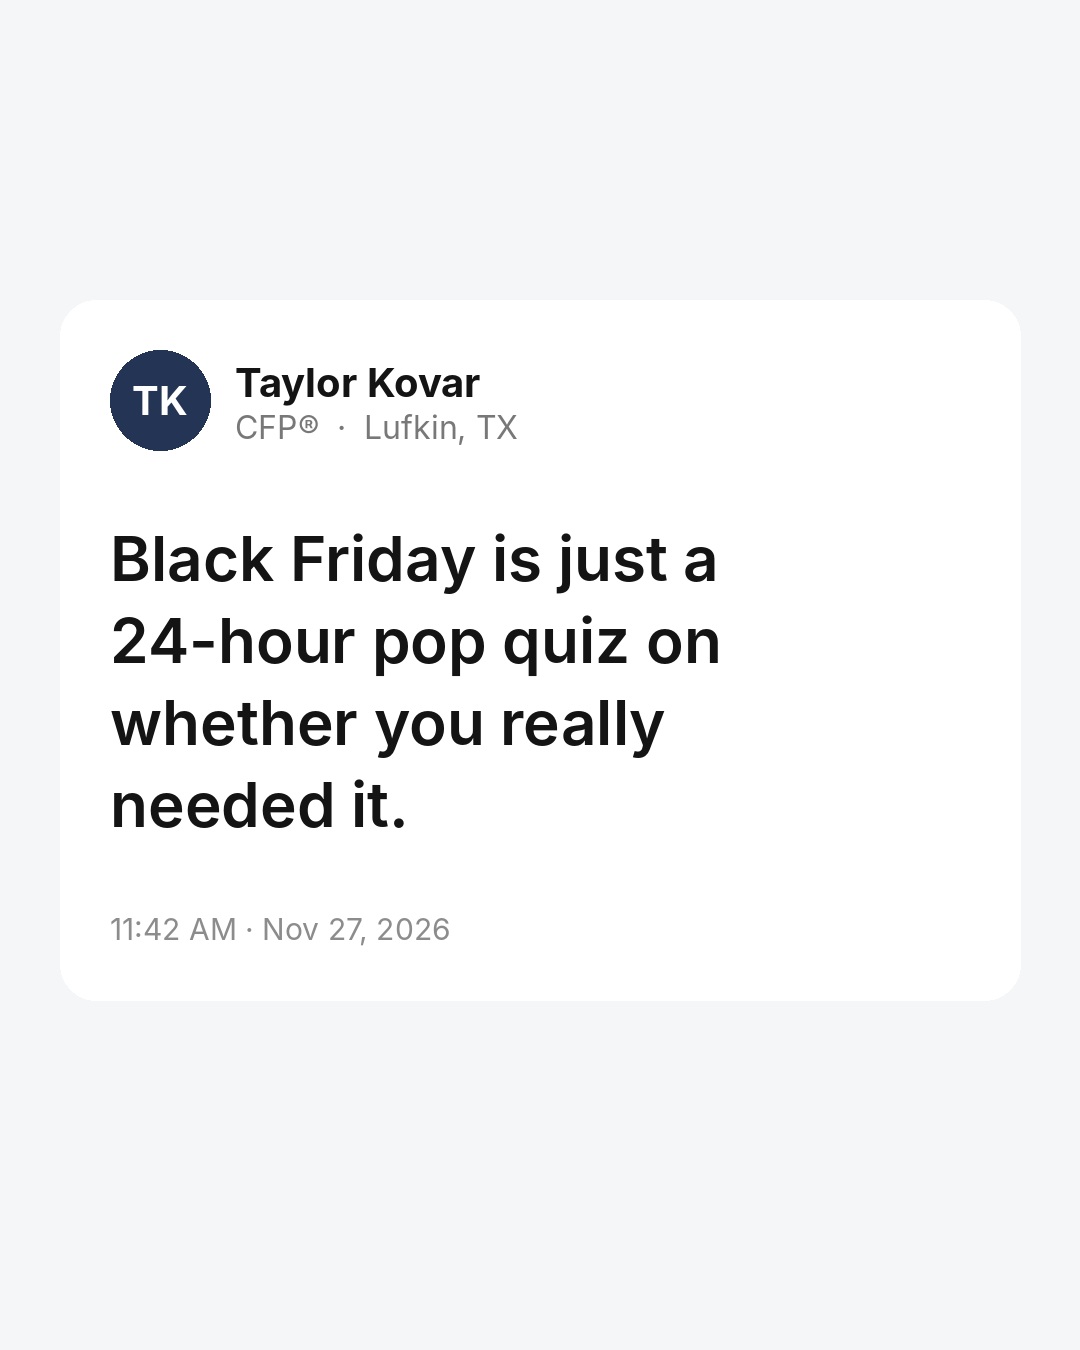 TK
Taylor Kovar
CFP® · Lufkin, TX
Black Friday is just a
24-hour pop quiz on
whether you really
needed it.
11:42 AM · Nov 27, 2026